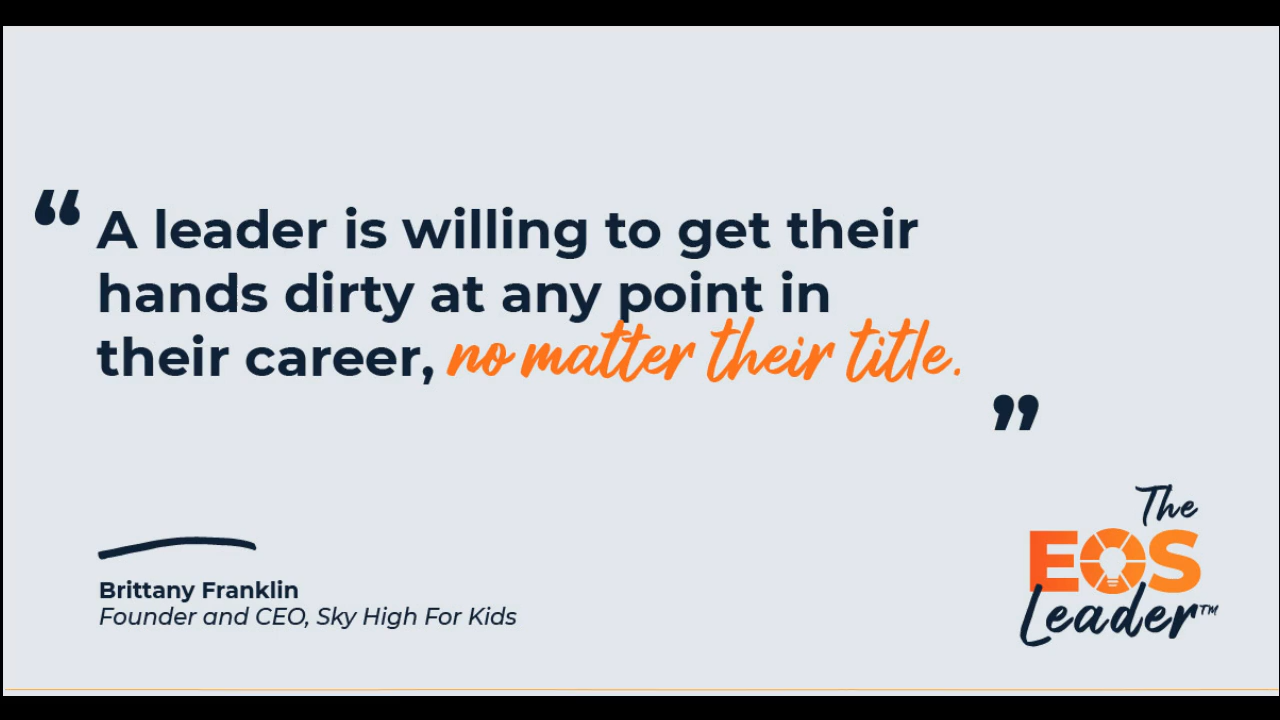 “A leader is willing to get their
hands dirty at any point in
their career, no matter their title.”
Brittany Franklin
Founder and CEO, Sky High For Kids
The
EOS
Leader™